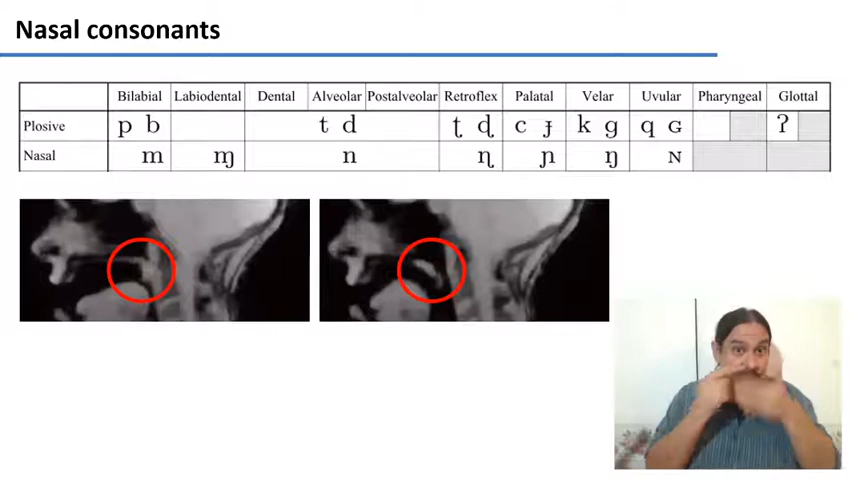 Nasal consonants
Bilabial Labiodental Dental Alveolar Postalveolar Retroflex Palatal Velar Uvular Pharyngeal Glottal
Plosive p b t d ʈ ɖ c ɟ k ɡ q ɢ ʔ
Nasal m ɱ n ɳ ɲ ŋ ɴ